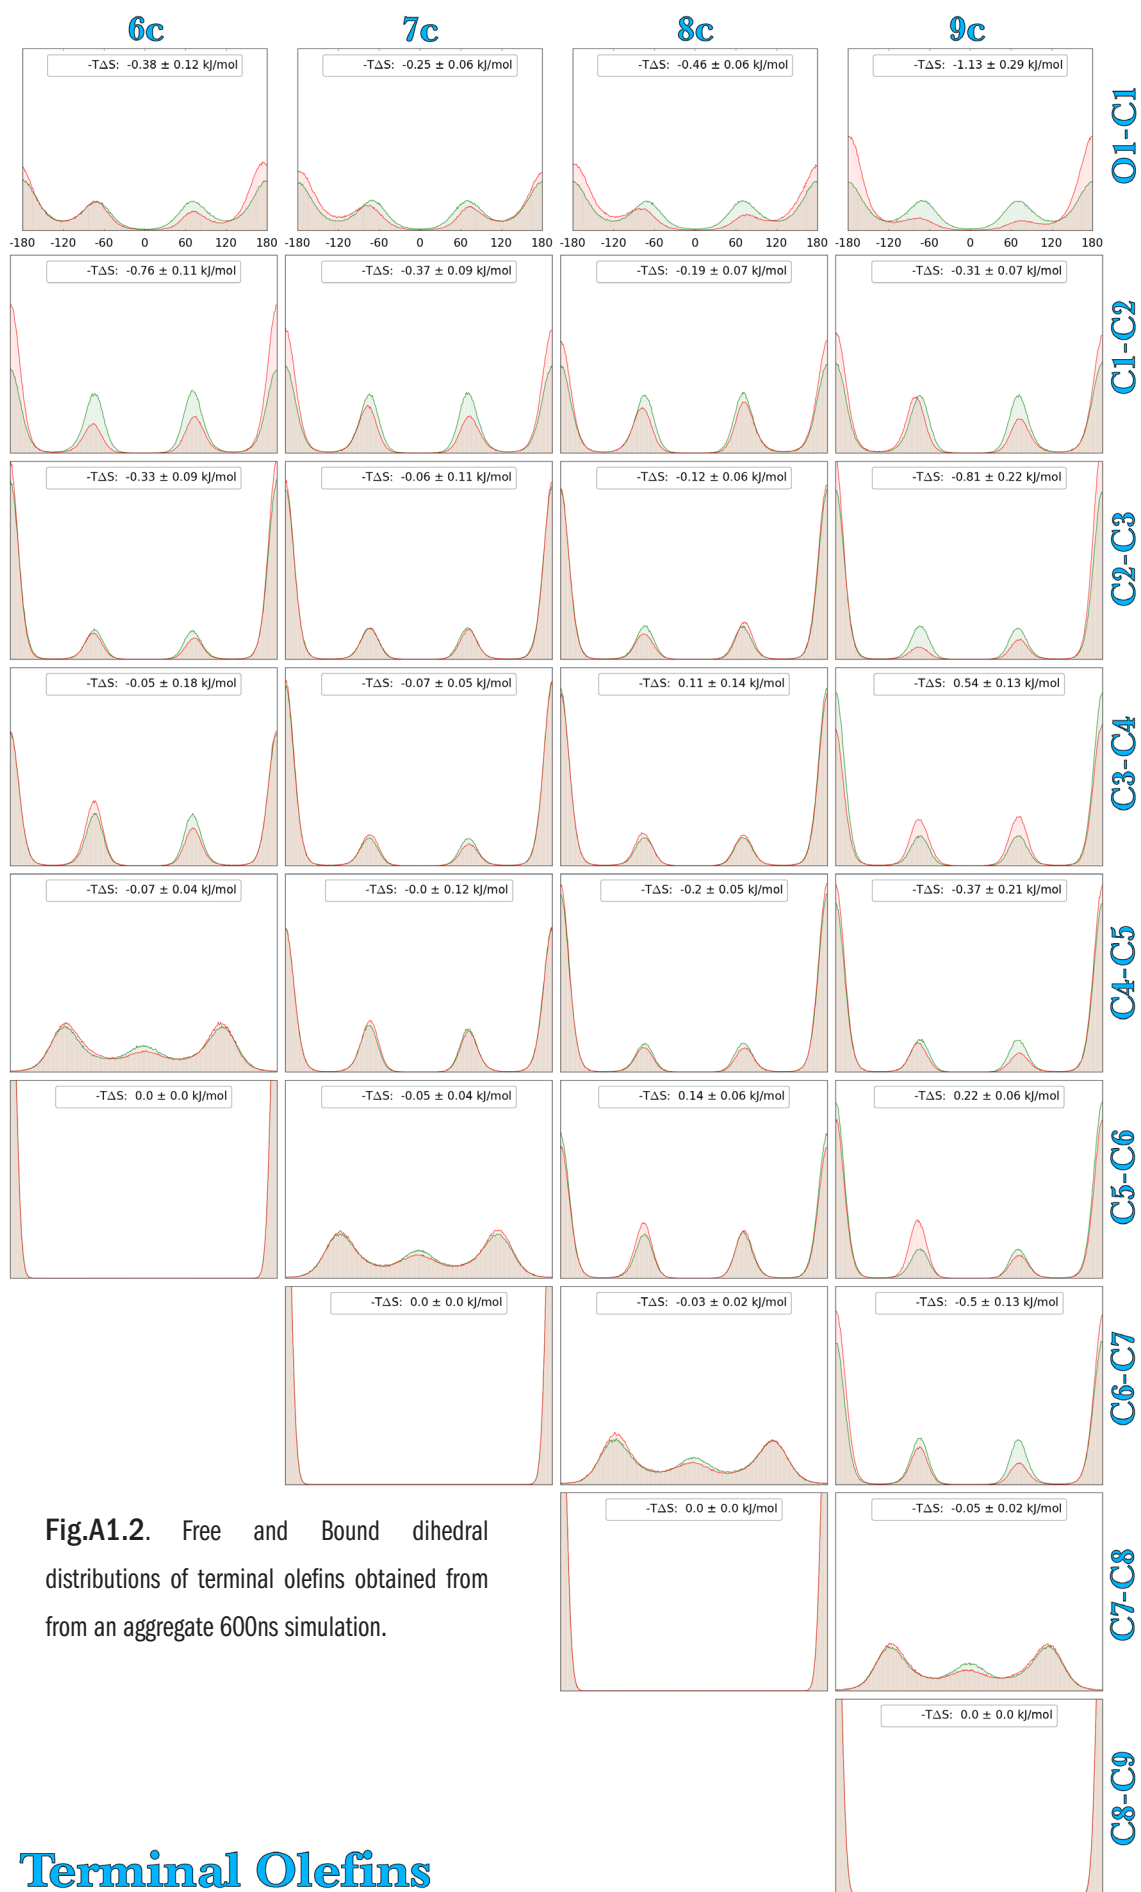 6c 7c 8c 9c
-TΔS: -0.38 ± 0.12 kJ/mol -TΔS: -0.25 ± 0.06 kJ/mol -TΔS: -0.46 ± 0.06 kJ/mol -TΔS: -1.13 ± 0.29 kJ/mol
O1-C1
-180 -120 -60 0 60 120 180 -180 -120 -60 0 60 120 180 -180 -120 -60 0 60 120 180 -180 -120 -60 0 60 120 180
-TΔS: -0.76 ± 0.11 kJ/mol -TΔS: -0.37 ± 0.09 kJ/mol -TΔS: -0.19 ± 0.07 kJ/mol -TΔS: -0.31 ± 0.07 kJ/mol
C1-C2
-TΔS: -0.33 ± 0.09 kJ/mol -TΔS: -0.06 ± 0.11 kJ/mol -TΔS: -0.12 ± 0.06 kJ/mol -TΔS: -0.81 ± 0.22 kJ/mol
C2-C3
-TΔS: -0.05 ± 0.18 kJ/mol -TΔS: -0.07 ± 0.05 kJ/mol -TΔS: 0.11 ± 0.14 kJ/mol -TΔS: 0.54 ± 0.13 kJ/mol
C3-C4
-TΔS: -0.07 ± 0.04 kJ/mol -TΔS: -0.0 ± 0.12 kJ/mol -TΔS: -0.2 ± 0.05 kJ/mol -TΔS: -0.37 ± 0.21 kJ/mol
C4-C5
-TΔS: 0.0 ± 0.0 kJ/mol -TΔS: -0.05 ± 0.04 kJ/mol -TΔS: 0.14 ± 0.06 kJ/mol -TΔS: 0.22 ± 0.06 kJ/mol
C5-C6
-TΔS: 0.0 ± 0.0 kJ/mol -TΔS: -0.03 ± 0.02 kJ/mol -TΔS: -0.5 ± 0.13 kJ/mol
C6-C7
-TΔS: 0.0 ± 0.0 kJ/mol -TΔS: -0.05 ± 0.02 kJ/mol
C7-C8
Fig.A1.2. Free and Bound dihedral
distributions of terminal olefins obtained from
from an aggregate 600ns simulation.
-TΔS: 0.0 ± 0.0 kJ/mol
C8-C9
Terminal Olefins